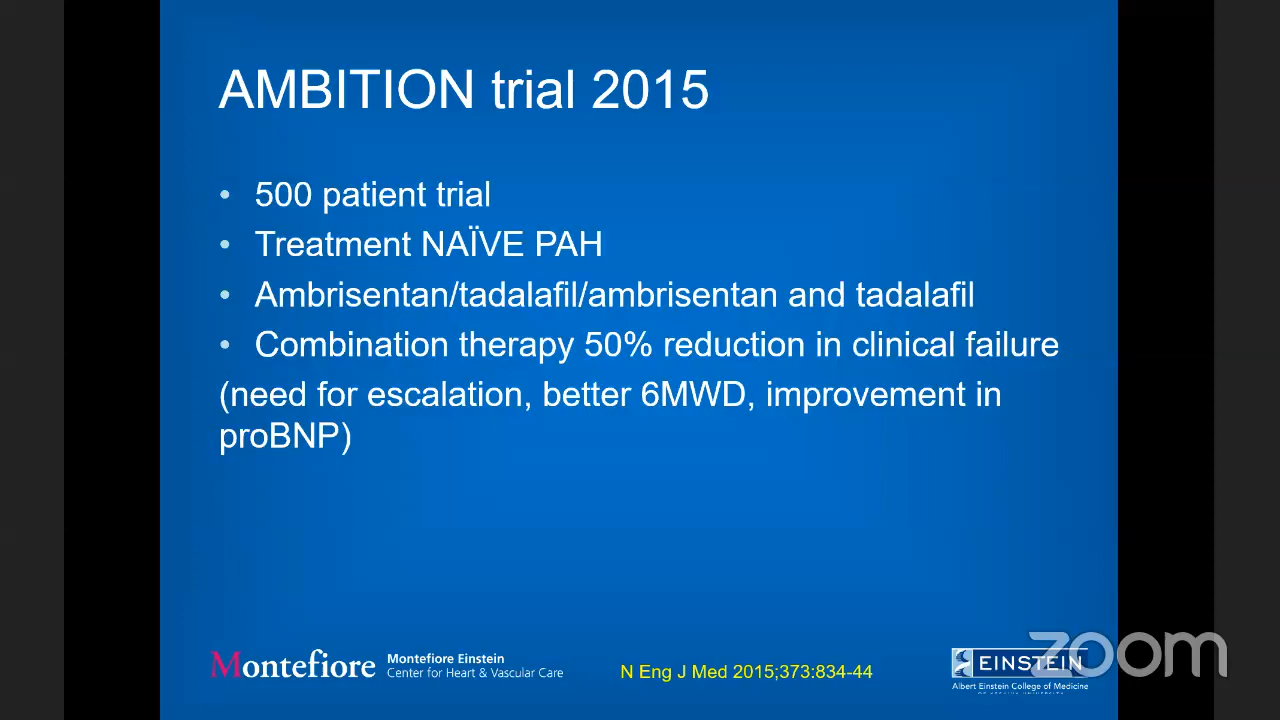 AMBITION trial 2015
• 500 patient trial
• Treatment NAÏVE PAH
• Ambrisentan/tadalafil/ambrisentan and tadalafil
• Combination therapy 50% reduction in clinical failure
(need for escalation, better 6MWD, improvement in
proBNP)
Montefiore
Montefiore Einstein
Center for Heart & Vascular Care
N Eng J Med 2015;373:834-44
EINSTEIN
Albert Einstein College of Medicine
zoom